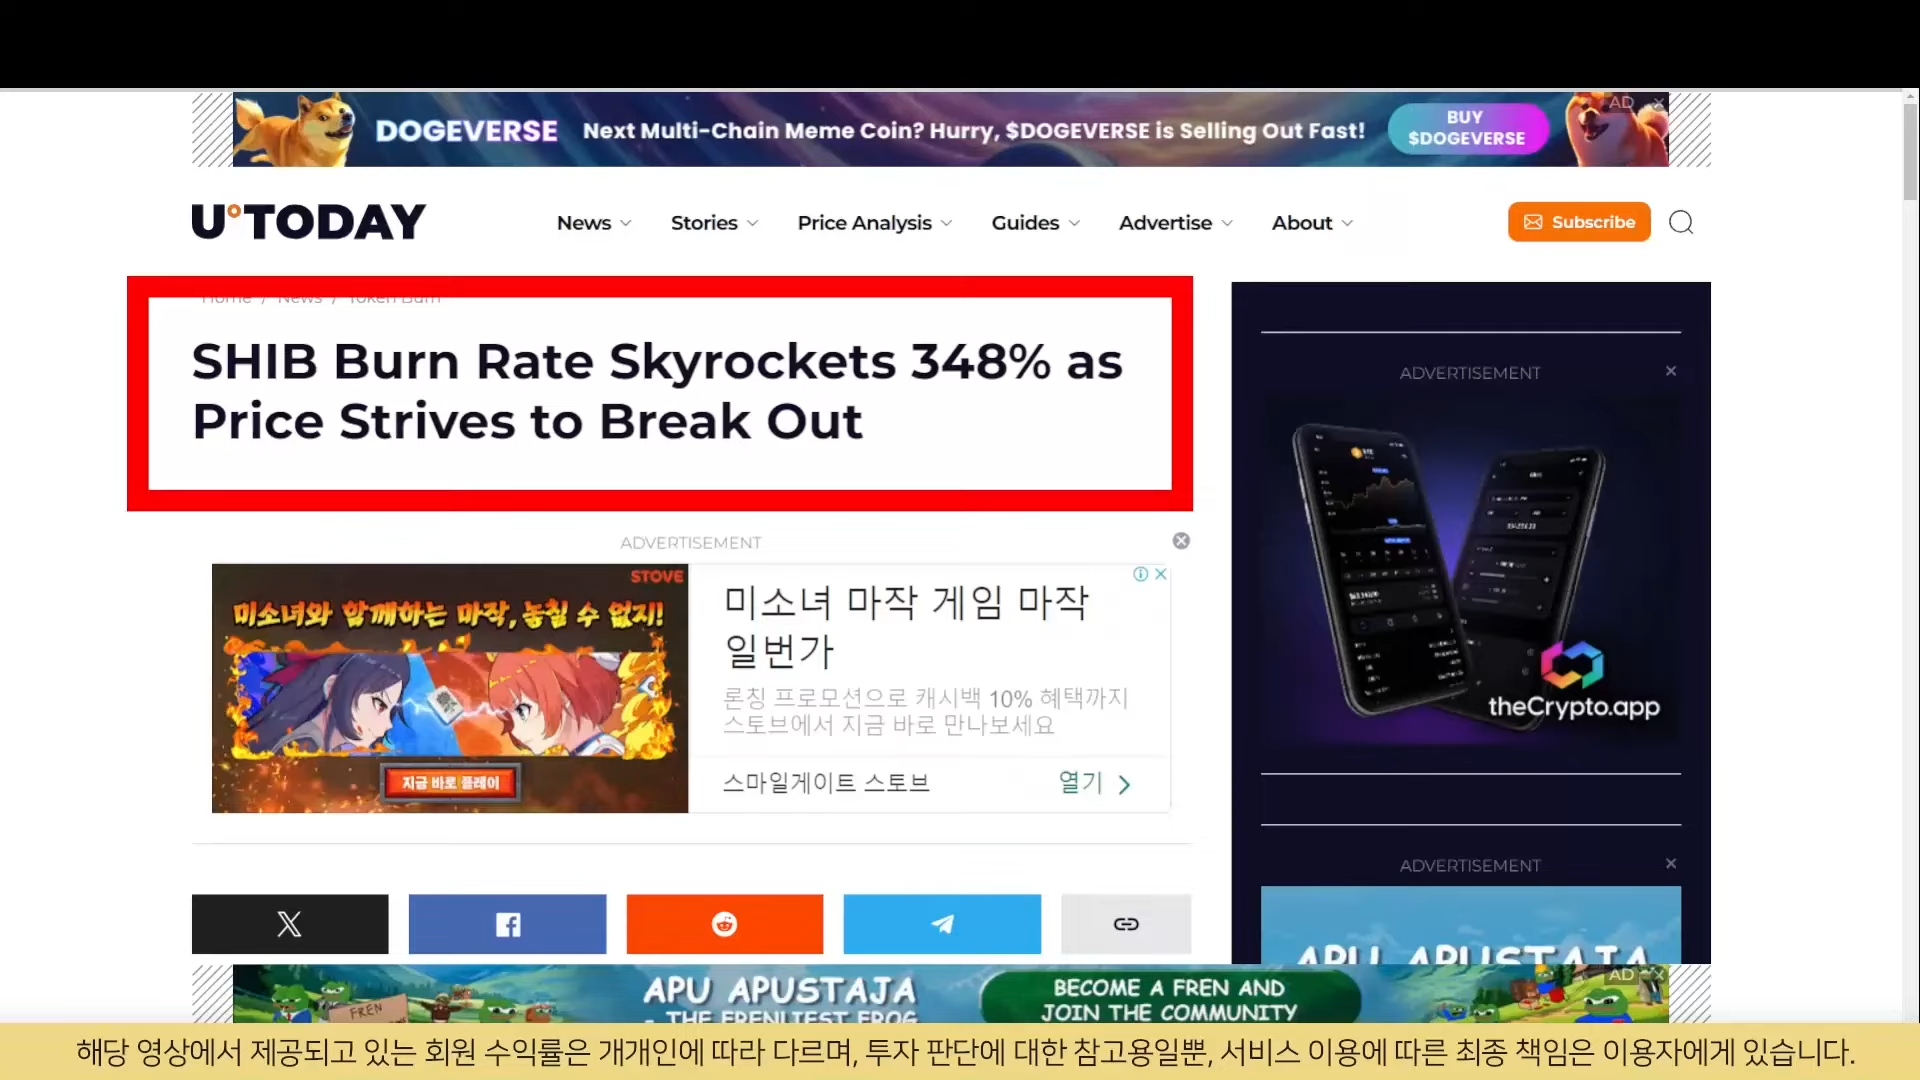 DOGEVERSE
Next Multi-Chain Meme Coin? Hurry, $DOGEVERSE is Selling Out Fast!
BUY
$DOGEVERSE
AD
U°TODAY
News
Stories
Price Analysis
Guides
Advertise
About
Subscribe
Home / News / Token Burn
SHIB Burn Rate Skyrockets 348% as
Price Strives to Break Out
ADVERTISEMENT
STOVE
미소녀와 함께하는 마작, 놓칠 수 없지!
지금 바로 플레이
미소녀 마작 게임 마작
일번가
론칭 프로모션으로 캐시백 10% 혜택까지
스토브에서 지금 바로 만나보세요
스마일게이트 스토브
열기
ADVERTISEMENT
theCrypto.app
ADVERTISEMENT
APU APUSTAJA
FREN
APU APUSTAJA
- THE FRENLIEST FROG
BECOME A FREN AND
JOIN THE COMMUNITY
AD
해당 영상에서 제공되고 있는 회원 수익률은 개개인에 따라 다르며, 투자 판단에 대한 참고용일뿐, 서비스 이용에 따른 최종 책임은 이용자에게 있습니다.